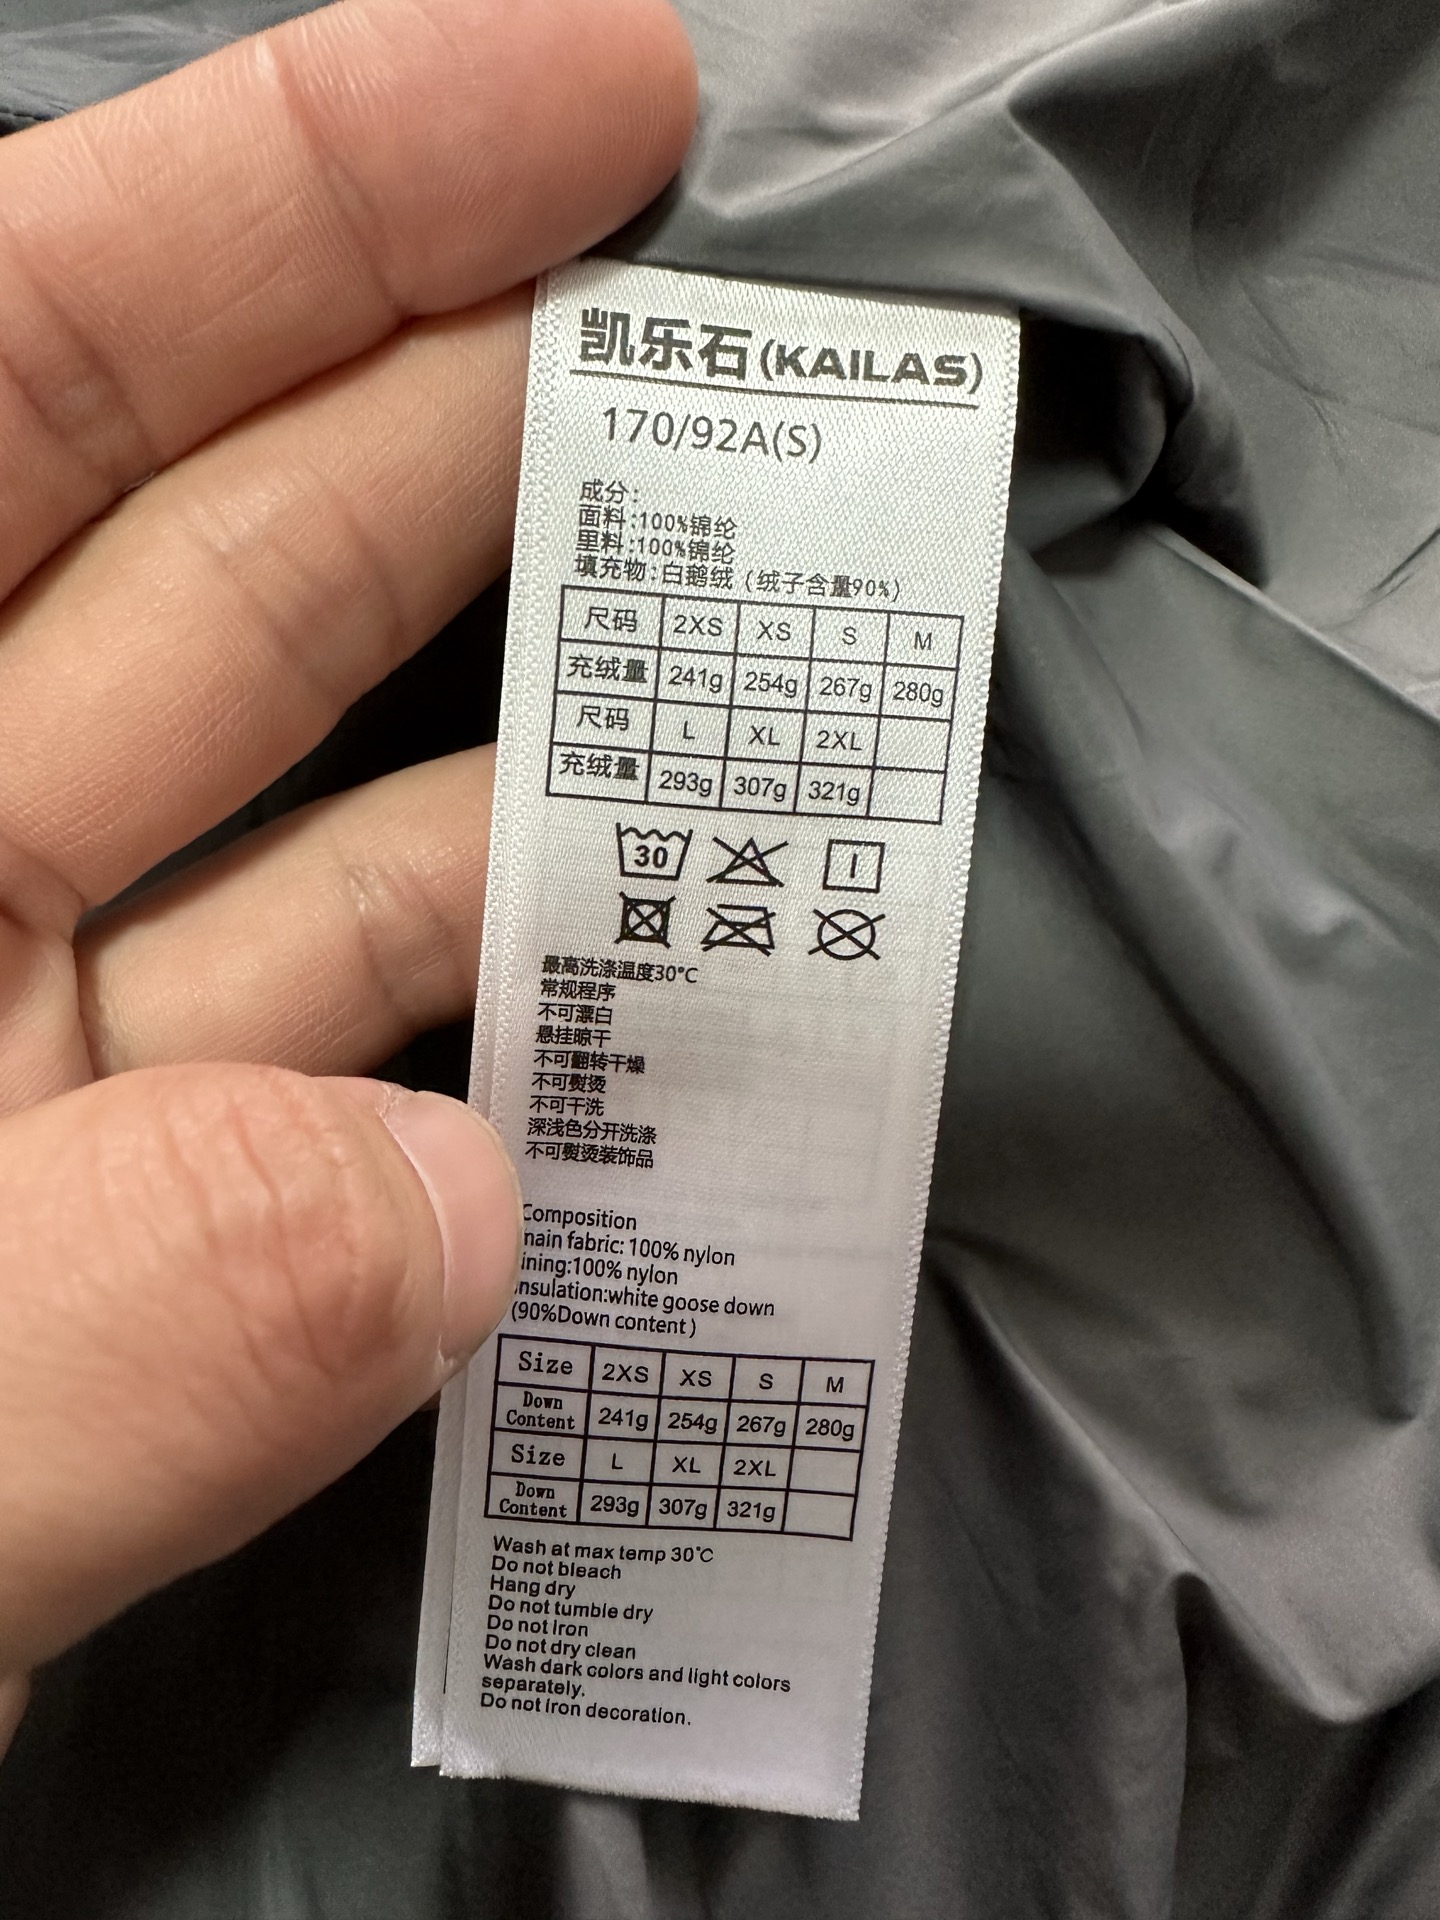 凯乐石(KAILAS)
170/92A(S)
成分:
面料:100%锦纶
里料:100%锦纶
填充物:白鹅绒(绒子含量90%)
尺码 2XS XS S M
充绒量 241g 254g 267g 280g
尺码 L XL 2XL
充绒量 293g 307g 321g
30
最高洗涤温度30°C
常规程序
不可漂白
悬挂晾干
不可翻转干燥
不可熨烫
不可干洗
深浅色分开洗涤
不可熨烫装饰品
Composition
main fabric: 100% nylon
ining:100% nylon
insulation:white goose down
(90%Down content)
Size 2XS XS S M
Down Content 241g 254g 267g 280g
Size L XL 2XL
Down Content 293g 307g 321g
Wash at max temp 30°C
Do not bleach
Hang dry
Do not tumble dry
Do not Iron
Do not dry clean
Wash dark colors and light colors
separately.
Do not iron decoration.